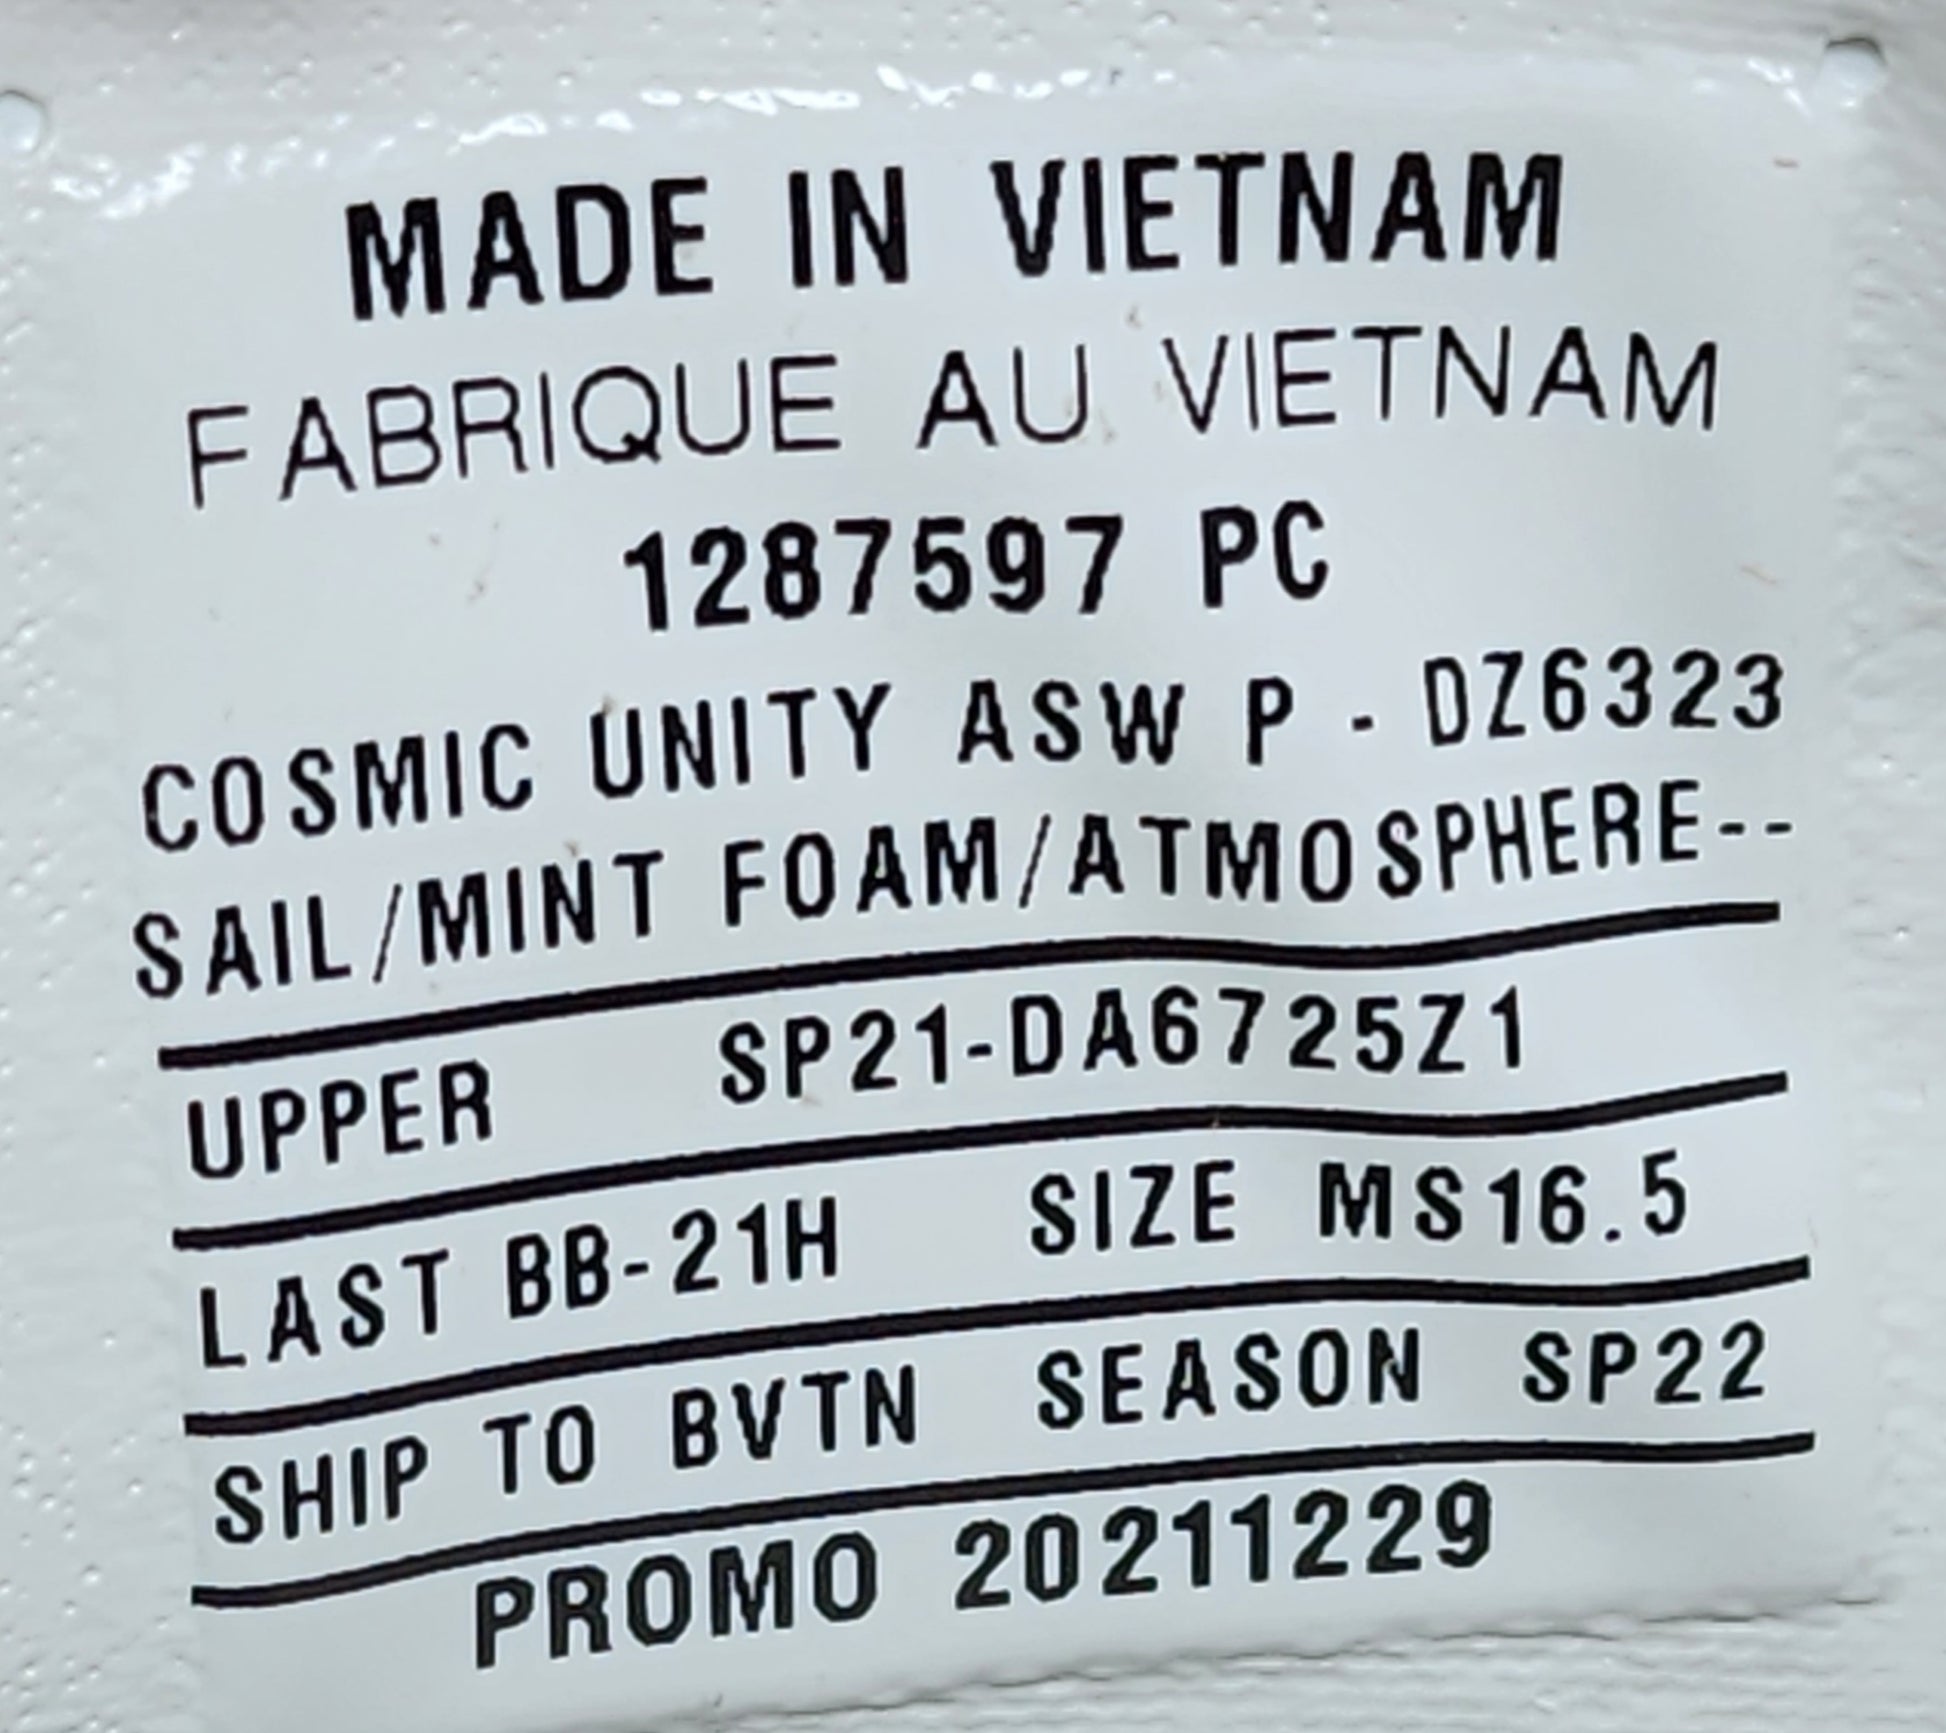 MADE IN VIETNAM
FABRIQUE AU VIETNAM
1287597 PC
COSMIC UNITY ASW P - DZ6323
SAIL/MINT FOAM/ATMOSPHERE--
UPPER SP21-DA6725Z1
LAST BB-21H SIZE MS16.5
SHIP TO BVTN SEASON SP22
PROMO 20211229